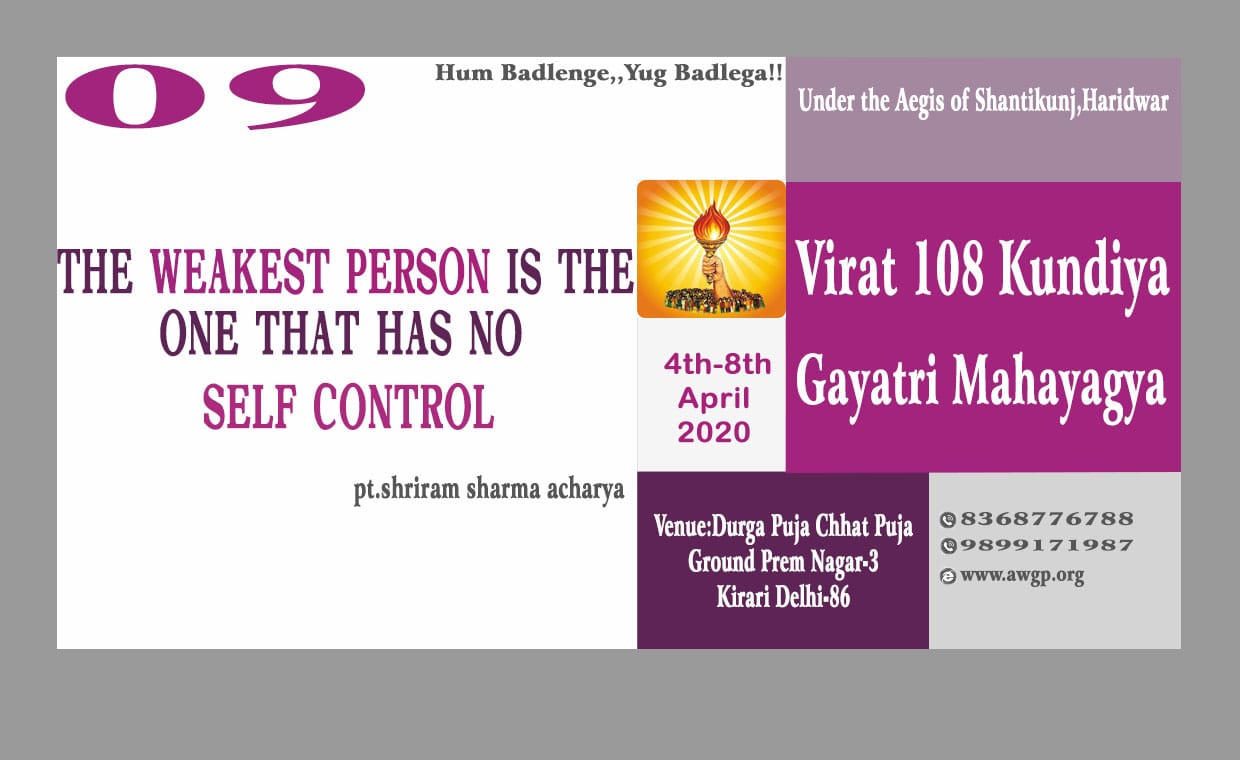 09
Hum Badlenge,,Yug Badlega!!
THE WEAKEST PERSON IS THE
ONE THAT HAS NO
SELF CONTROL
pt.shriram sharma acharya
Under the Aegis of Shantikunj,Haridwar
Virat 108 Kundiya
Gayatri Mahayagya
4th-8th
April
2020
Venue:Durga Puja Chhat Puja
Ground Prem Nagar-3
Kirari Delhi-86
8368776788
9899171987
www.awgp.org